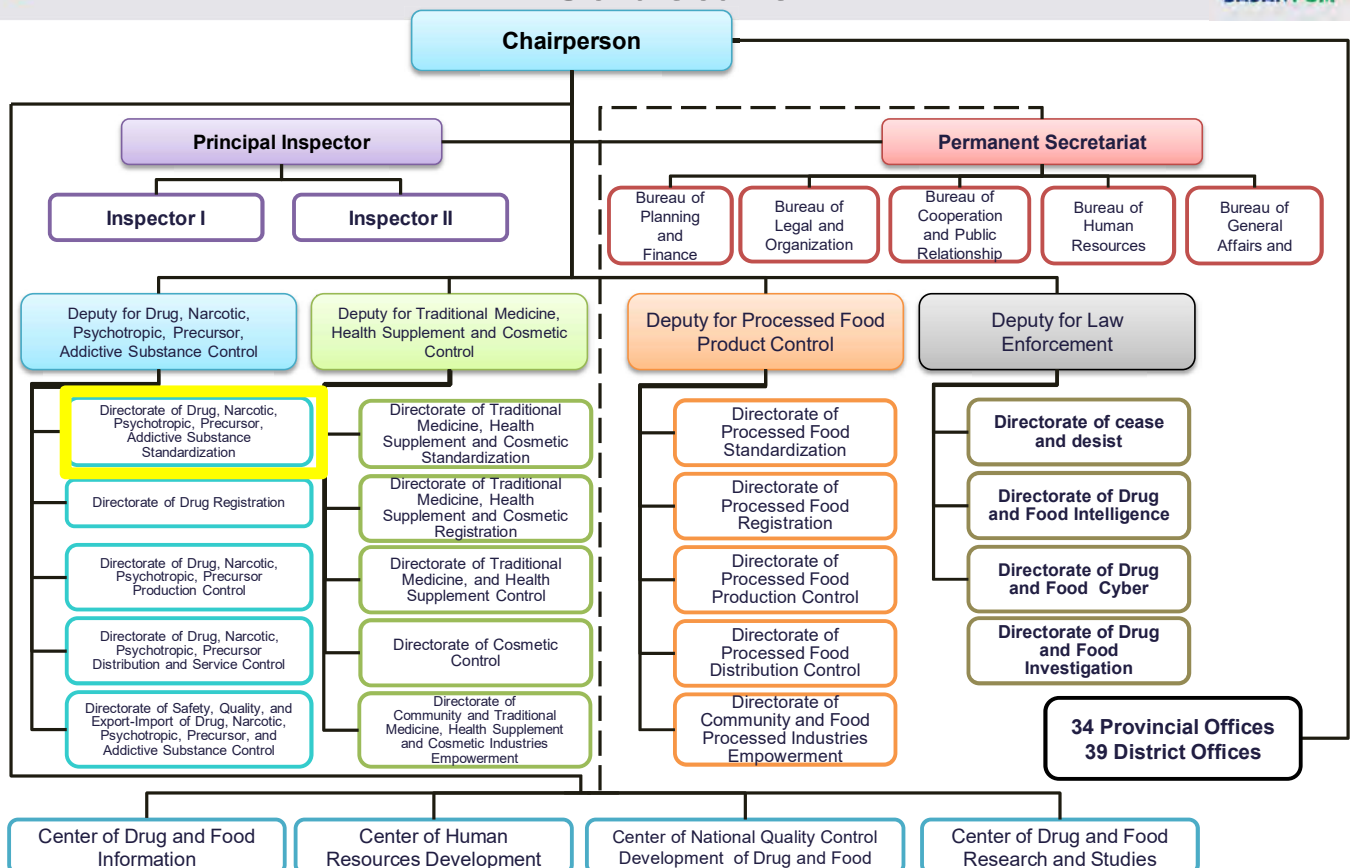 Chairperson
Principal Inspector
Permanent Secretariat
Inspector I
Inspector II
Bureau of
Planning
and
Finance
Bureau of
Legal and
Organization
Bureau of
Cooperation
and Public
Relationship
Bureau of
Human
Resources
Bureau of
General
Affairs and
Deputy for Drug, Narcotic,
Psychotropic, Precursor,
Addictive Substance Control
Deputy for Traditional Medicine,
Health Supplement and Cosmetic
Control
Deputy for Processed Food
Product Control
Deputy for Law
Enforcement
Directorate of Drug, Narcotic,
Psychotropic, Precursor,
Addictive Substance
Standardization
Directorate of Drug Registration
Directorate of Drug, Narcotic,
Psychotropic, Precursor
Production Control
Directorate of Drug, Narcotic,
Psychotropic, Precursor
Distribution and Service Control
Directorate of Safety, Quality, and
Export-Import of Drug, Narcotic,
Psychotropic, Precursor, and
Addictive Substance Control
Directorate of Traditional
Medicine, Health
Supplement and Cosmetic
Standardization
Directorate of Traditional
Medicine, Health
Supplement and Cosmetic
Registration
Directorate of Traditional
Medicine, and Health
Supplement Control
Directorate of Cosmetic
Control
Directorate of
Community and Traditional
Medicine, Health Supplement
and Cosmetic Industries
Empowerment
Directorate of
Processed Food
Standardization
Directorate of
Processed Food
Registration
Directorate of
Processed Food
Production Control
Directorate of
Processed Food
Distribution Control
Directorate of
Community and Food
Processed Industries
Empowerment
Directorate of cease
and desist
Directorate of Drug
and Food Intelligence
Directorate of Drug
and Food Cyber
Directorate of Drug
and Food
Investigation
34 Provincial Offices
39 District Offices
Center of Drug and Food
Information
Center of Human
Resources Development
Center of National Quality Control
Development of Drug and Food
Center of Drug and Food
Research and Studies